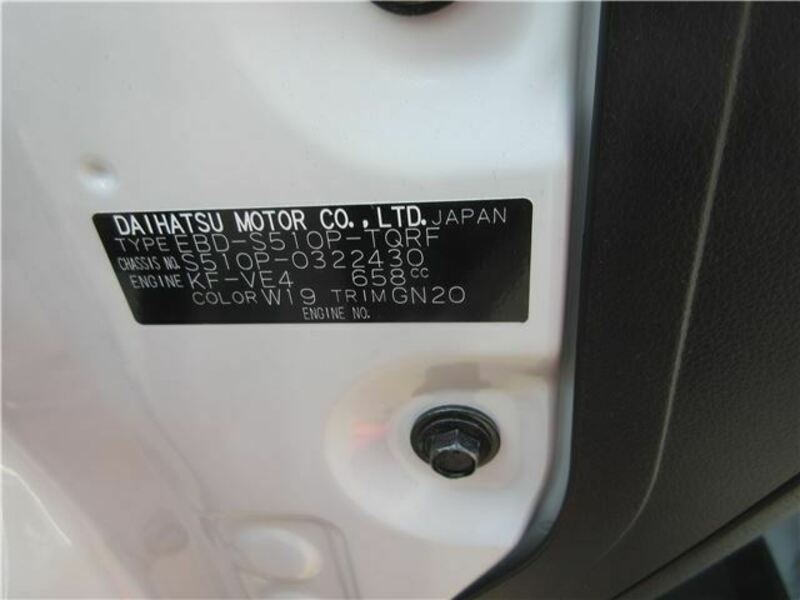 DAIHATSU MOTOR CO.,LTD. JAPAN
TYPE EBD-S510P-TQRF
CHASSIS NO. S510P-0322430
ENGINE KF-VE4 658cc
COLOR W19 TRIM GN20
ENGINE NO.